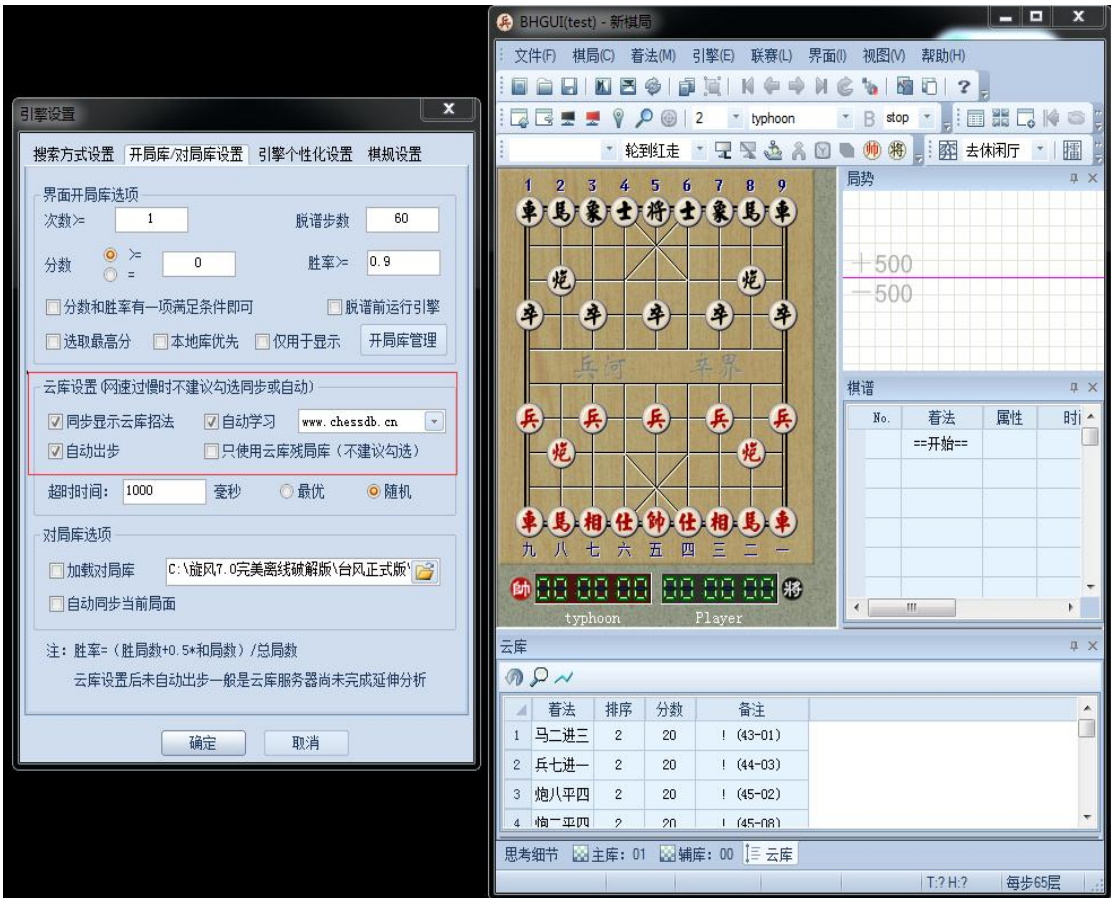 引擎设置
x
搜索方式设置 开局库/对局库设置 引擎个性化设置 棋规设置
界面开局库选项
次数>= 1 脱谱步数 60
分数 >= = 0 胜率>= 0.9
分数和胜率有一项满足条件即可 脱谱前运行引擎
选取最高分 本地库优先 仅用于显示 开局库管理
云库设置(网速过慢时不建议勾选同步或自动)
同步显示云库招法 自动学习 www.chessdb.cn
自动出步 只使用云库残局库(不建议勾选)
超时时间: 1000 毫秒 最优 随机
对局库选项
加载对局库 C:\旋风7.0完美离线破解版\台风正式版\
自动同步当前局面
注: 胜率=(胜局数+0.5*和局数)/总局数
云库设置后未自动出步一般是云库服务器尚未完成延伸分析
确定 取消
BHGUI(test) - 新棋局
文件(F) 棋局(C) 着法(M) 引擎(E) 联赛(L) 界面(I) 视图(V) 帮助(H)
2 typhoon B stop
轮到红走 帅 将 弈 去休闲厅 擂
1 2 3 4 5 6 7 8 9
車 馬 象 士 将 士 象 馬 車
炮 炮
卒 卒 卒 卒 卒
兵河 卒界
兵 兵 兵 兵 兵
炮 炮
車 馬 相 仕 帥 仕 相 馬 車
九 八 七 六 五 四 三 二 一
帥 00 00 00 00 00 00 將
typhoon Player
局势
+500
-500
棋谱
No. 着法 属性 时
==开始==
云库
着法 排序 分数 备注
1 马二进三 2 20 ! (43-01)
2 兵七进一 2 20 ! (44-03)
3 炮八平四 2 20 ! (45-02)
4 炮二平四 2 20 ! (45-08)
思考细节 主库: 01 辅库: 00 云库
T:? H:? 每步65层